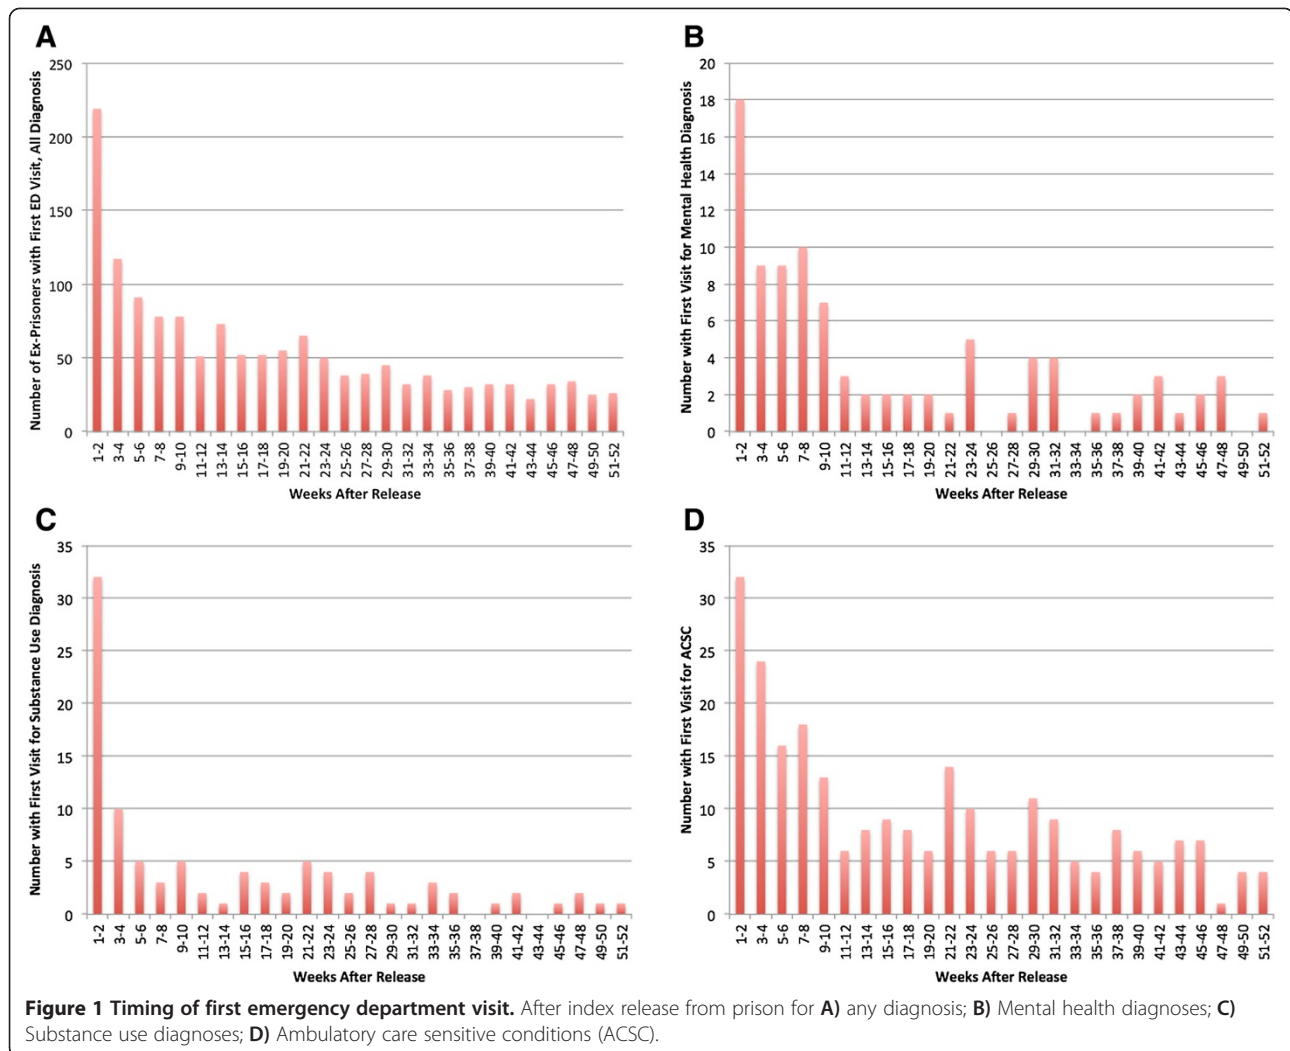 A
Number of Ex-Prisoners with First ED Visit, All Diagnosis
250
200
150
100
50
0
1-2 3-4 5-6 7-8 9-10 11-12 13-14 15-16 17-18 19-20 21-22 23-24 25-26 27-28 29-30 31-32 33-34 35-36 37-38 39-40 41-42 43-44 45-46 47-48 49-50 51-52
Weeks After Release
B
Number with First Visit for Mental Health Diagnosis
20
18
16
14
12
10
8
6
4
2
0
1-2 3-4 5-6 7-8 9-10 11-12 13-14 15-16 17-18 19-20 21-22 23-24 25-26 27-28 29-30 31-32 33-34 35-36 37-38 39-40 41-42 43-44 45-46 47-48 49-50 51-52
Weeks After Release
C
Number with First Visit for Substance Use Diagnosis
35
30
25
20
15
10
5
0
1-2 3-4 5-6 7-8 9-10 11-12 13-14 15-16 17-18 19-20 21-22 23-24 25-26 27-28 29-30 31-32 33-34 35-36 37-38 39-40 41-42 43-44 45-46 47-48 49-50 51-52
Weeks After Release
D
Number with First Visit for ACSC
35
30
25
20
15
10
5
0
1-2 3-4 5-6 7-8 9-10 11-12 13-14 15-16 17-18 19-20 21-22 23-24 25-26 27-28 29-30 31-32 33-34 35-36 37-38 39-40 41-42 43-44 45-46 47-48 49-50 51-52
Weeks After Release
Figure 1 Timing of first emergency department visit. After index release from prison for A) any diagnosis; B) Mental health diagnoses; C)
Substance use diagnoses; D) Ambulatory care sensitive conditions (ACSC).